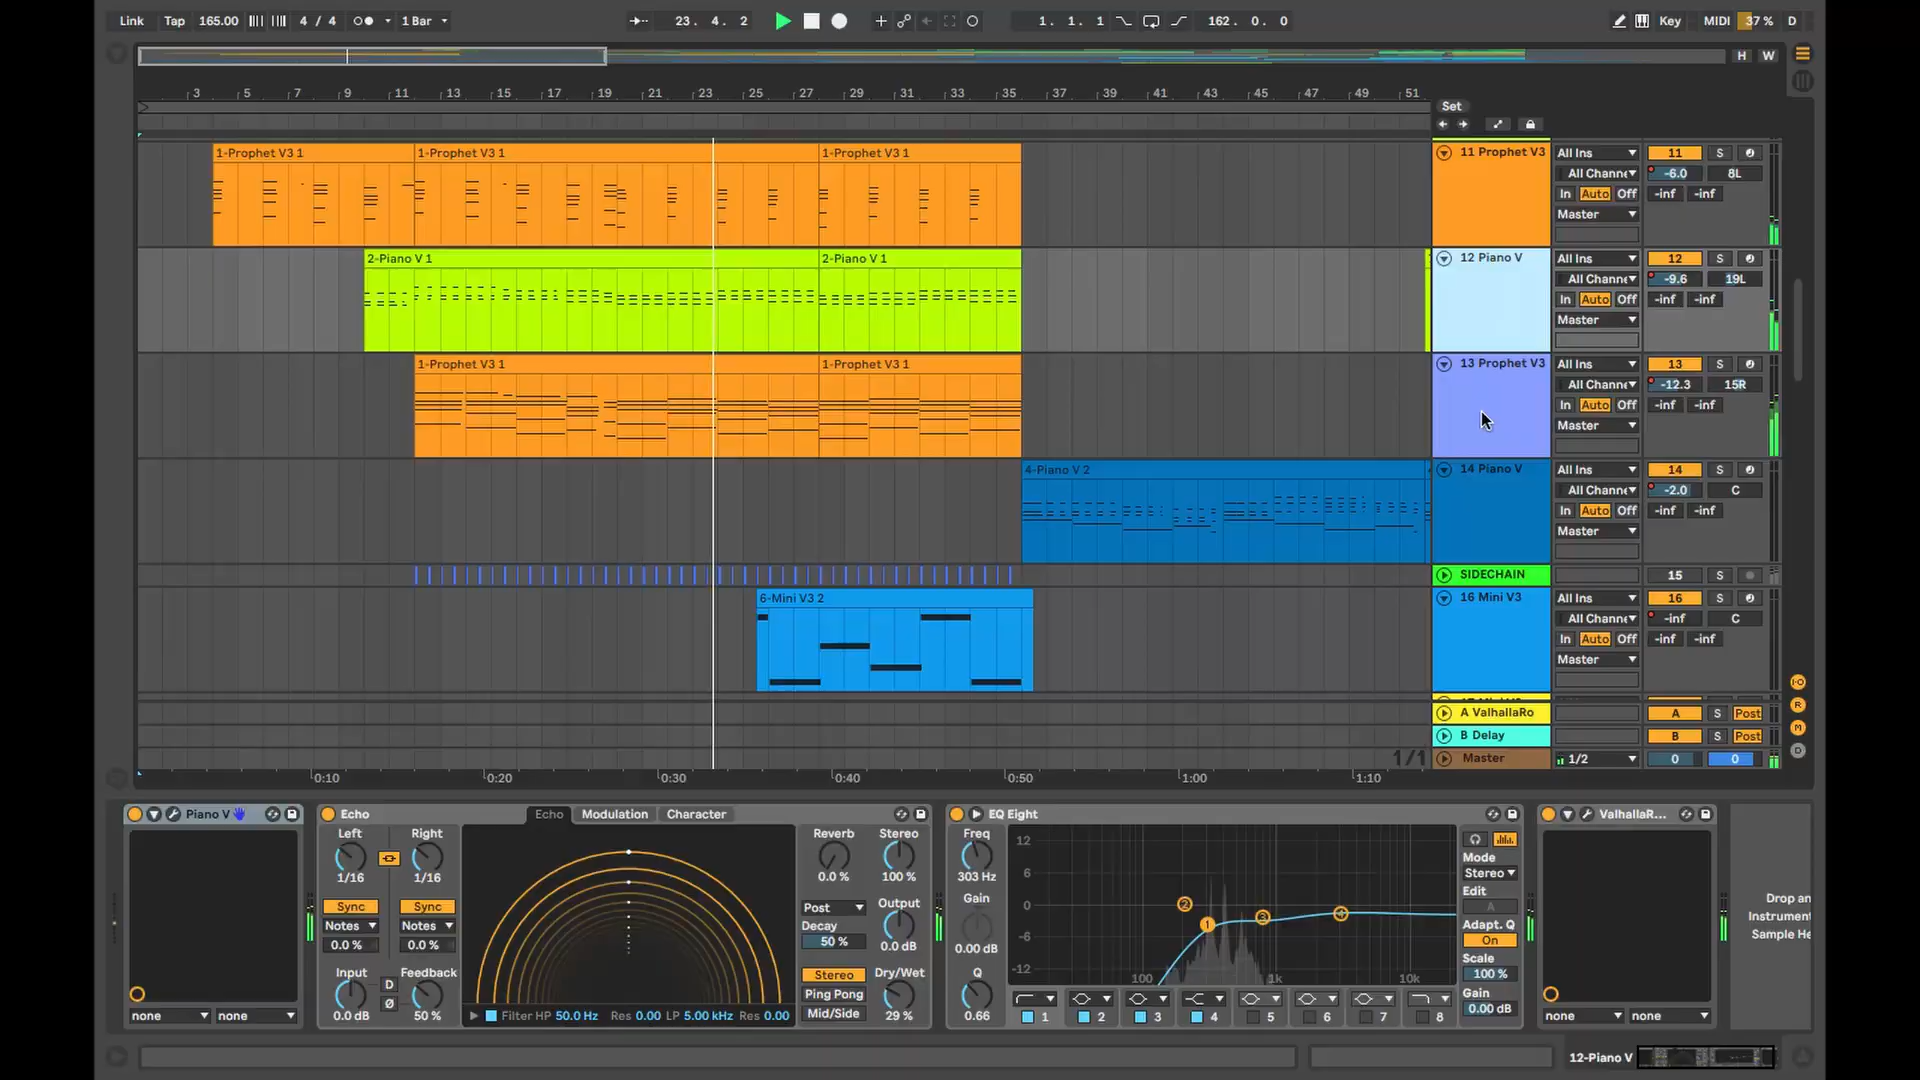 Link Tap 165.00 4 / 4 1 Bar 23. 4. 2 1. 1. 1 162. 0. 0 Key MIDI 37 % D
H W
3 5 7 9 11 13 15 17 19 21 23 25 27 29 31 33 35 37 39 41 43 45 47 49 51
Set
1-Prophet V3 1 1-Prophet V3 1 1-Prophet V3 1 11 Prophet V3 All Ins 11 S
All Channe -6.0 8L
In Auto Off -inf -inf
Master
2-Piano V 1 2-Piano V 1 12 Piano V All Ins 12 S
All Channe -9.6 19L
In Auto Off -inf -inf
Master
1-Prophet V3 1 1-Prophet V3 1 13 Prophet V3 All Ins 13 S
All Channe -12.3 15R
In Auto Off -inf -inf
Master
4-Piano V 2 14 Piano V All Ins 14 S
All Channe -2.0 C
In Auto Off -inf -inf
Master
SIDECHAIN 15 S
6-Mini V3 2 16 Mini V3 All Ins 16 S
All Channe -inf C
In Auto Off -inf -inf
Master
A ValhallaRo A S Post
B Delay B S Post
1/1 Master 1/2 0 0
0:10 0:20 0:30 0:40 0:50 1:00 1:10
I·O
R
M
D
Piano V Echo Echo Modulation Character EQ Eight ValhallaR...
Left Right Reverb Stereo Freq 12 Mode
1/16 1/16 0.0 % 100 % 303 Hz 6 Stereo
Sync Sync Post Output Gain 0 Edit
Notes Notes Decay -6 A
0.0 % 0.0 % 50 % 0.0 dB 0.00 dB -12 Adapt. Q
2 1 3 4 On
Input D Feedback Stereo Dry/Wet Q 100 1k 10k Scale
Ø Ping Pong 100 %
0.0 dB 50 % Mid/Side 29 % 0.66 Gain
Filter HP 50.0 Hz Res 0.00 LP 5.00 kHz Res 0.00 1 2 3 4 5 6 7 8 0.00 dB
none none none none
Drop an
Instrument
Sample He
12-Piano V